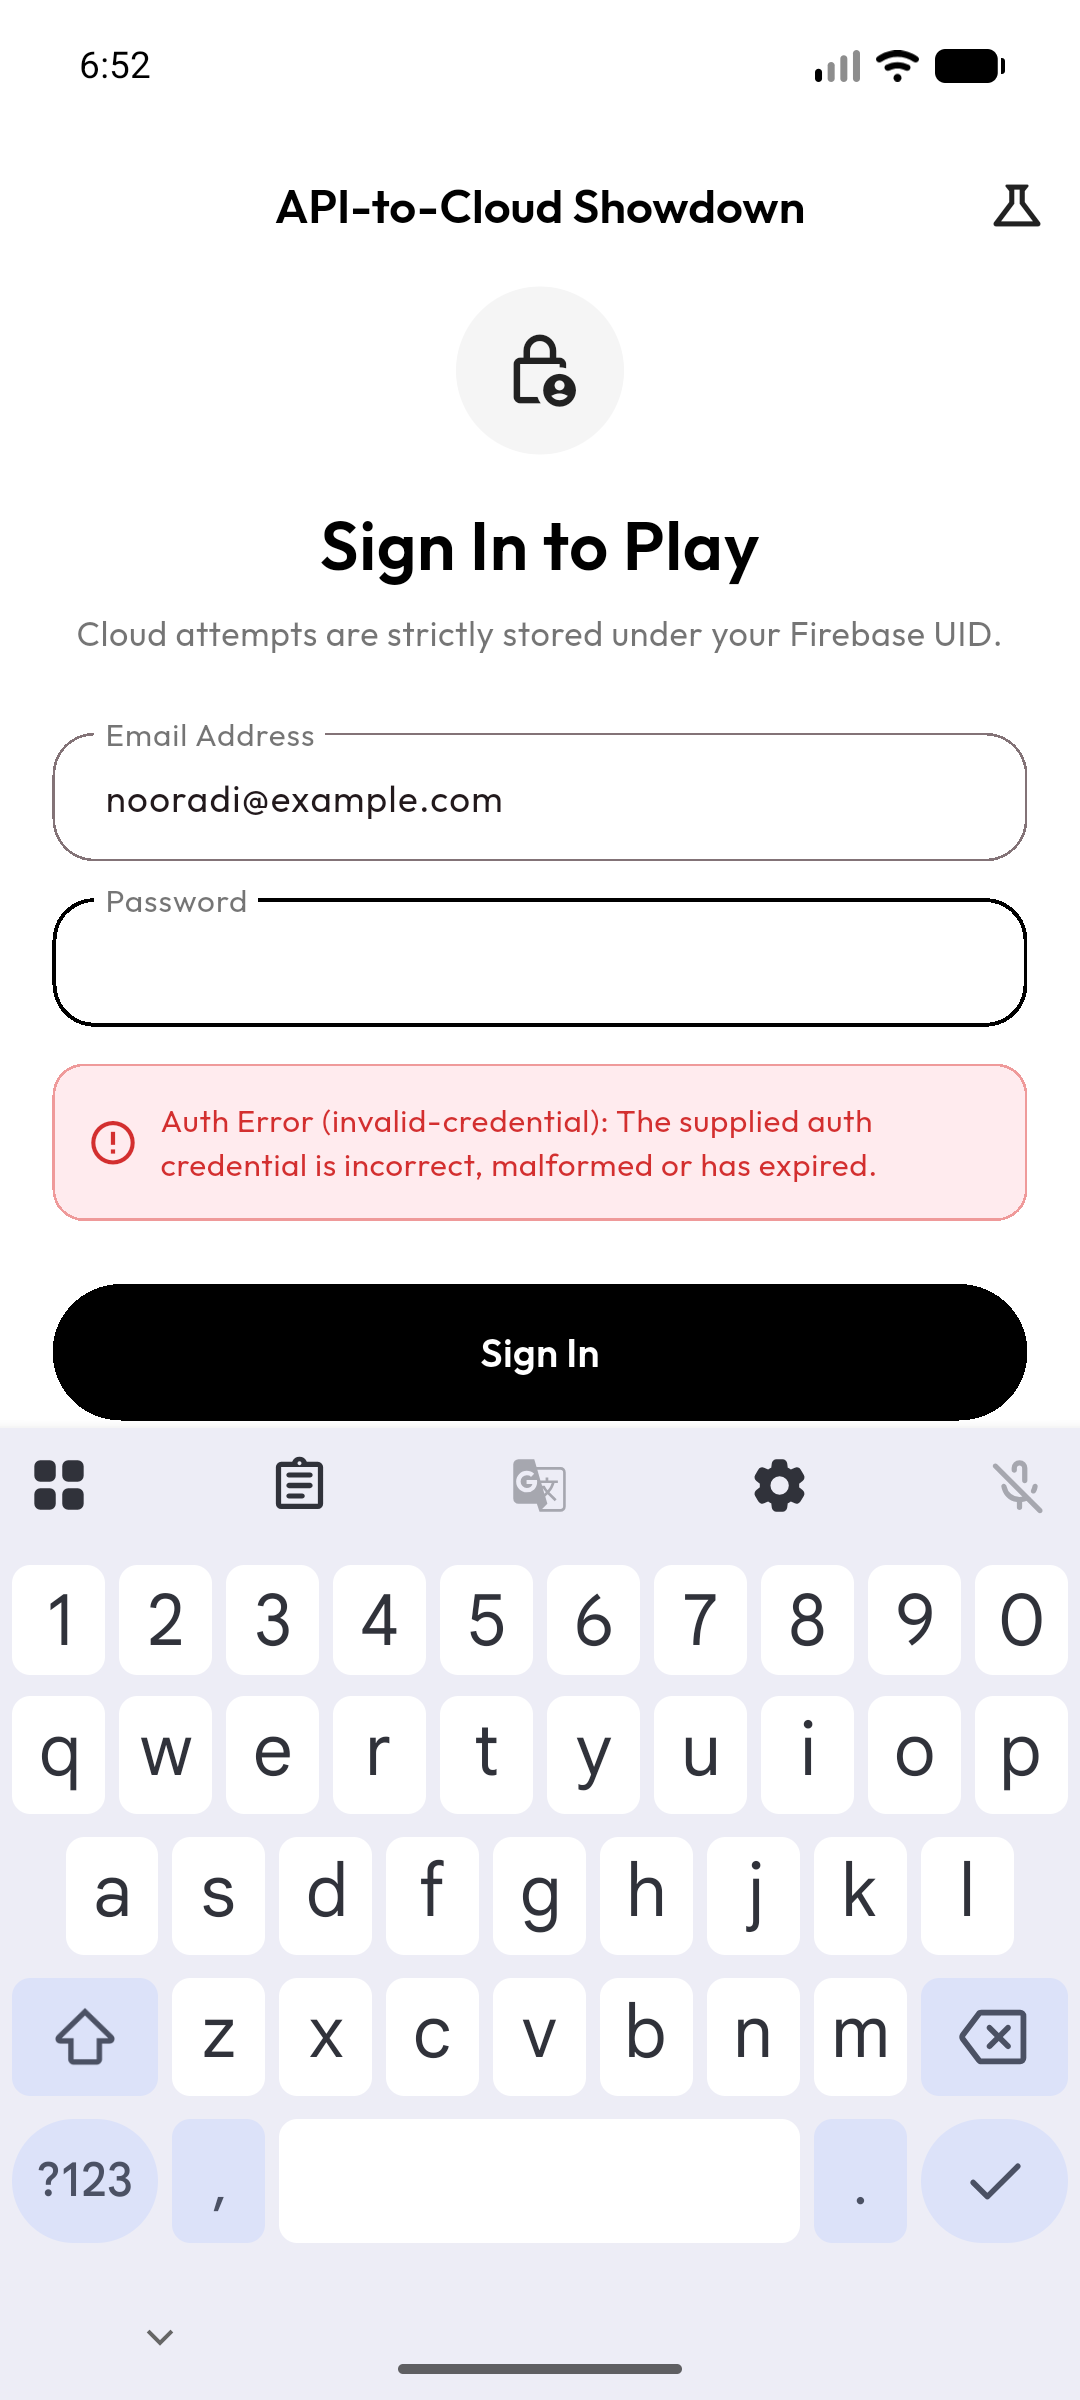 6:52
API-to-Cloud Showdown
Sign In to Play
Cloud attempts are strictly stored under your Firebase UID.
Email Address
nooradi@example.com
Password
Auth Error (invalid-credential): The supplied auth
credential is incorrect, malformed or has expired.
Sign In
1 2 3 4 5 6 7 8 9 0
q w e r t y u i o p
a s d f g h j k l
z x c v b n m
?123 , .